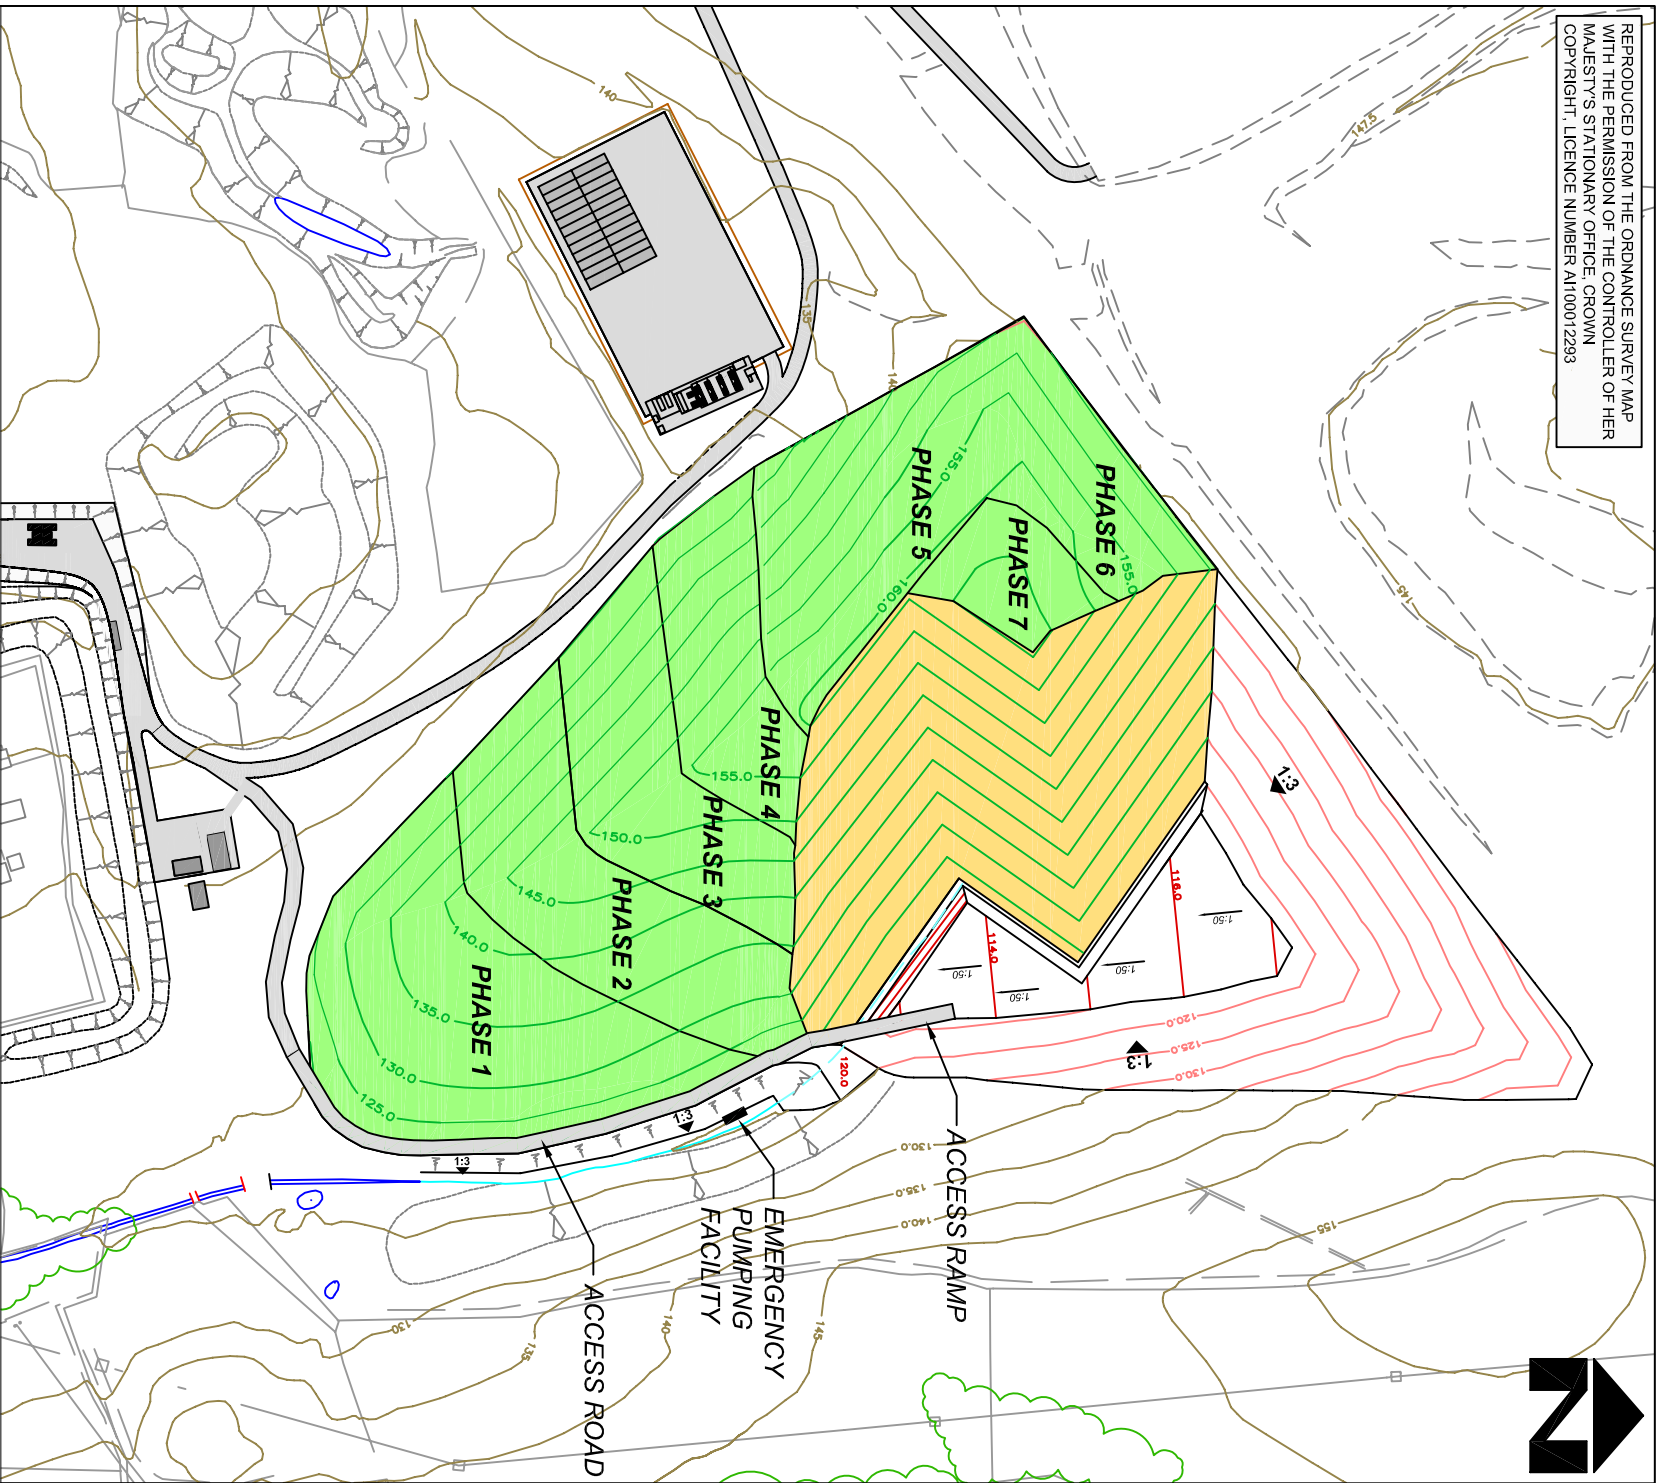 REPRODUCED FROM THE ORDNANCE SURVEY MAP
WITH THE PERMISSION OF THE CONTROLLER OF HER
MAJESTY'S STATIONARY OFFICE, CROWN
COPYRIGHT, LICENCE NUMBER AI100012293
147.5
140
135
140
145
PHASE 6
155.0
PHASE 7
PHASE 5
155.0
160.0
PHASE 4
155.0
PHASE 3
150.0
PHASE 2
145.0
140.0
PHASE 1
135.0
130.0
125.0
1:3
116.0
1:50
114.0
1:50
1:50
1:50
120.0
125.0
130.0
1:3
120.0
1:3
1:3
130.0
135.0
140.0
155
ACCESS RAMP
EMERGENCY
PUMPING
FACILITY
ACCESS ROAD
145
140
135
130
N